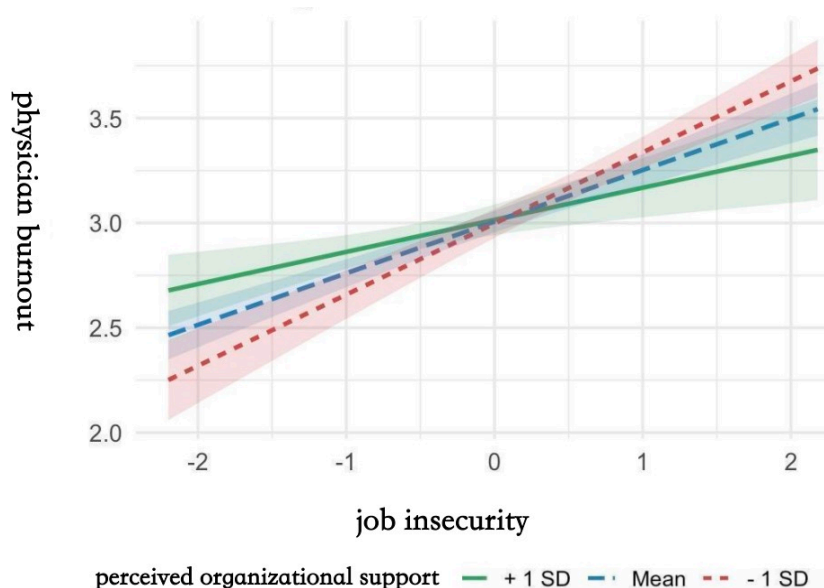 physician burnout
3.5
3.0
2.5
2.0
-2 -1 0 1 2
job insecurity
perceived organizational support + 1 SD Mean - 1 SD